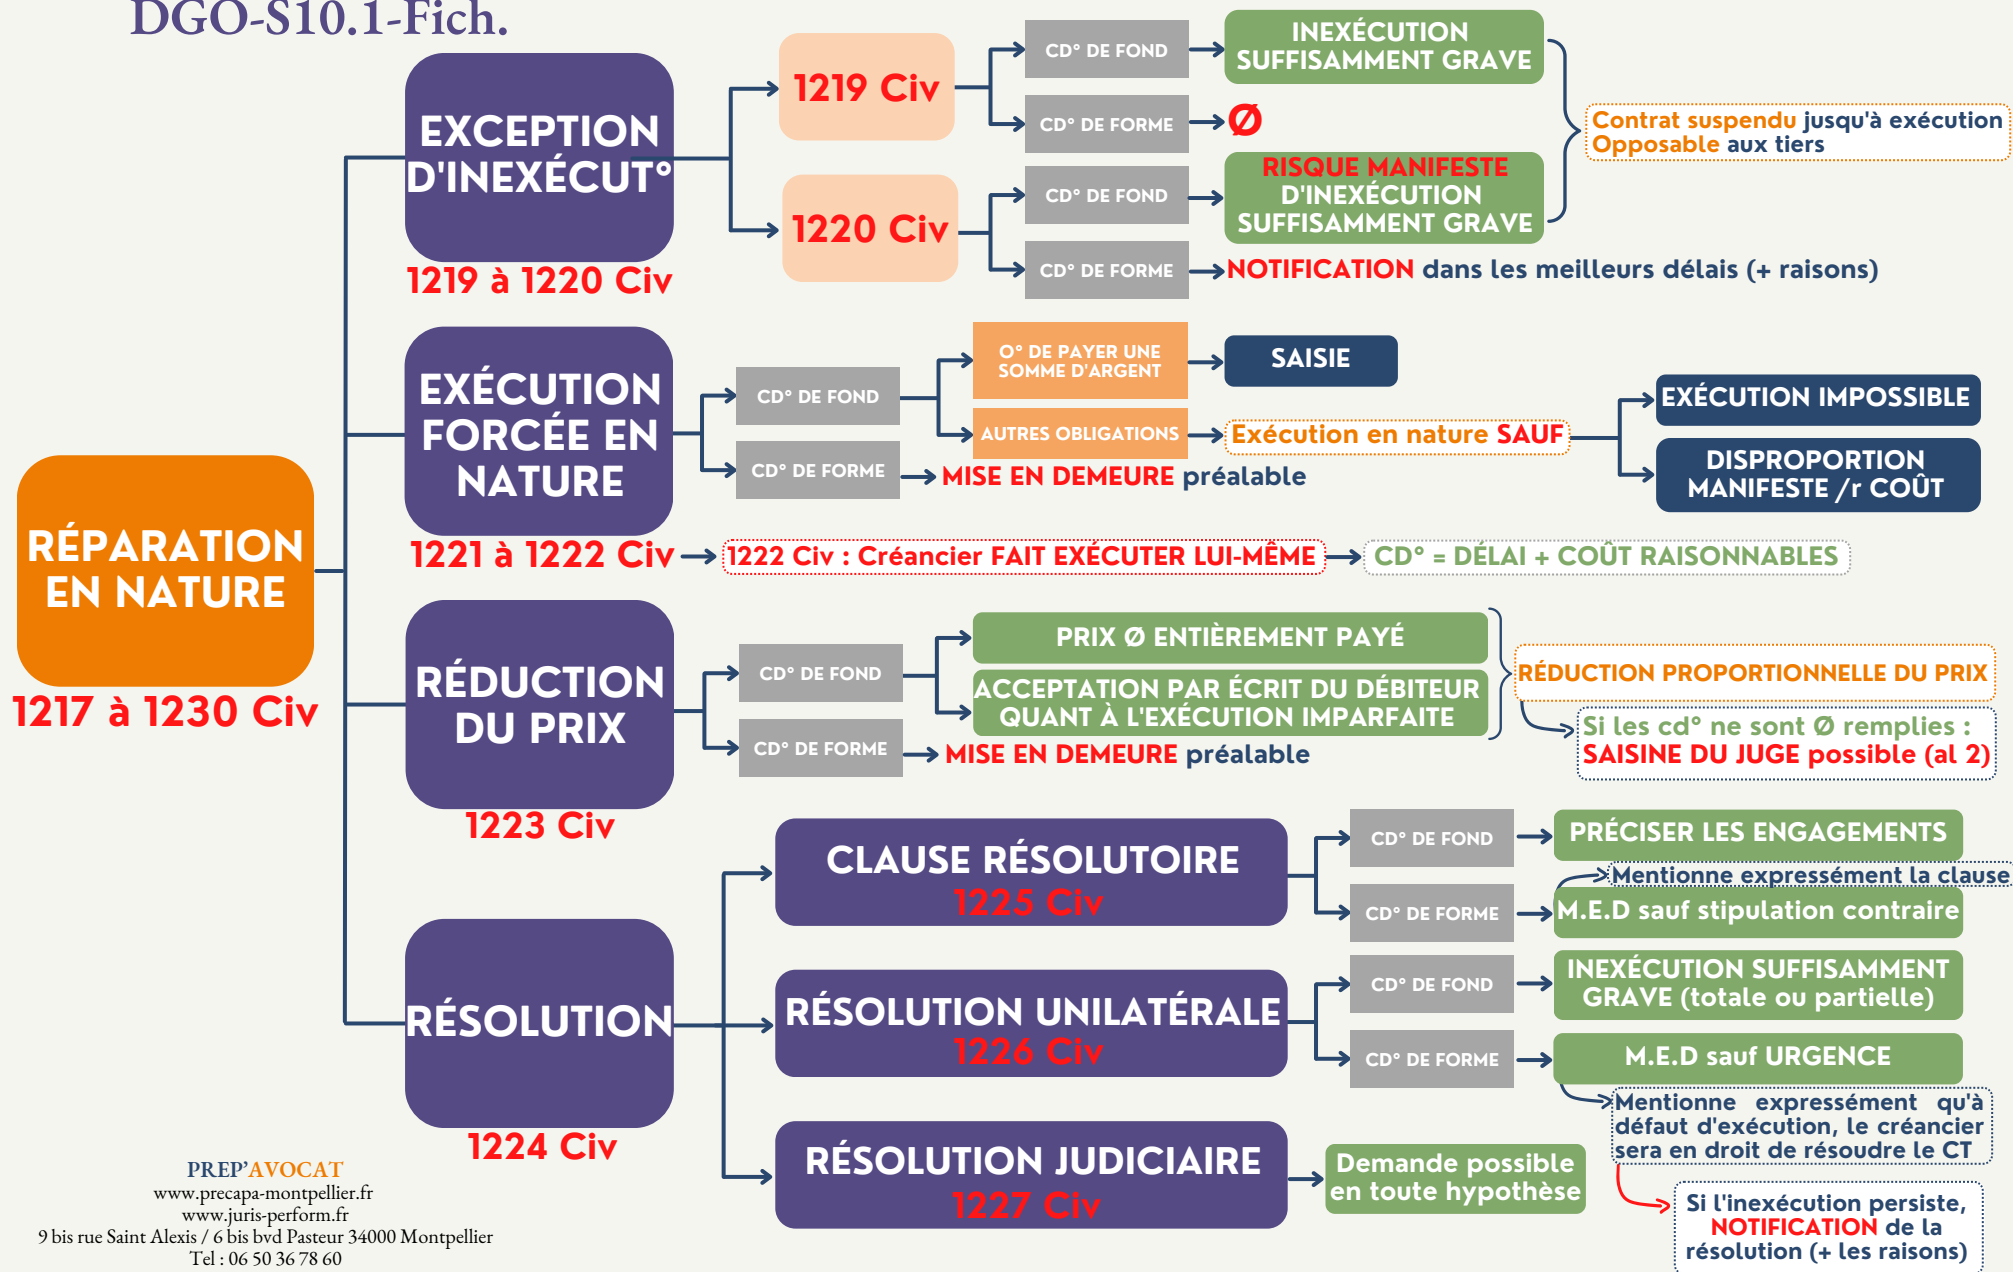 DGO-S10.1-Fich.
RÉPARATION
EN NATURE
1217 à 1230 Civ
EXCEPTION
D'INEXÉCUT°
1219 à 1220 Civ
1219 Civ
CD° DE FOND
INEXÉCUTION
SUFFISAMMENT GRAVE
CD° DE FORME
Ø
1220 Civ
CD° DE FOND
RISQUE MANIFESTE
D'INEXÉCUTION
SUFFISAMMENT GRAVE
CD° DE FORME
NOTIFICATION dans les meilleurs délais (+ raisons)
Contrat suspendu jusqu'à exécution
Opposable aux tiers
EXÉCUTION
FORCÉE EN
NATURE
1221 à 1222 Civ
CD° DE FOND
O° DE PAYER UNE
SOMME D'ARGENT
SAISIE
AUTRES OBLIGATIONS
Exécution en nature SAUF
EXÉCUTION IMPOSSIBLE
DISPROPORTION
MANIFESTE /r COÛT
CD° DE FORME
MISE EN DEMEURE préalable
1222 Civ : Créancier FAIT EXÉCUTER LUI-MÊME
CD° = DÉLAI + COÛT RAISONNABLES
RÉDUCTION
DU PRIX
1223 Civ
CD° DE FOND
PRIX Ø ENTIÈREMENT PAYÉ
ACCEPTATION PAR ÉCRIT DU DÉBITEUR
QUANT À L'EXÉCUTION IMPARFAITE
CD° DE FORME
MISE EN DEMEURE préalable
RÉDUCTION PROPORTIONNELLE DU PRIX
Si les cd° ne sont Ø remplies :
SAISINE DU JUGE possible (al 2)
RÉSOLUTION
1224 Civ
CLAUSE RÉSOLUTOIRE
1225 Civ
CD° DE FOND
PRÉCISER LES ENGAGEMENTS
Mentionne expressément la clause
CD° DE FORME
M.E.D sauf stipulation contraire
RÉSOLUTION UNILATÉRALE
1226 Civ
CD° DE FOND
INEXÉCUTION SUFFISAMMENT
GRAVE (totale ou partielle)
CD° DE FORME
M.E.D sauf URGENCE
Mentionne expressément qu'à
défaut d'exécution, le créancier
sera en droit de résoudre le CT
Si l'inexécution persiste,
NOTIFICATION de la
résolution (+ les raisons)
RÉSOLUTION JUDICIAIRE
1227 Civ
Demande possible
en toute hypothèse
PREP'AVOCAT
www.precapa-montpellier.fr
www.juris-perform.fr
9 bis rue Saint Alexis / 6 bis bvd Pasteur 34000 Montpellier
Tel : 06 50 36 78 60